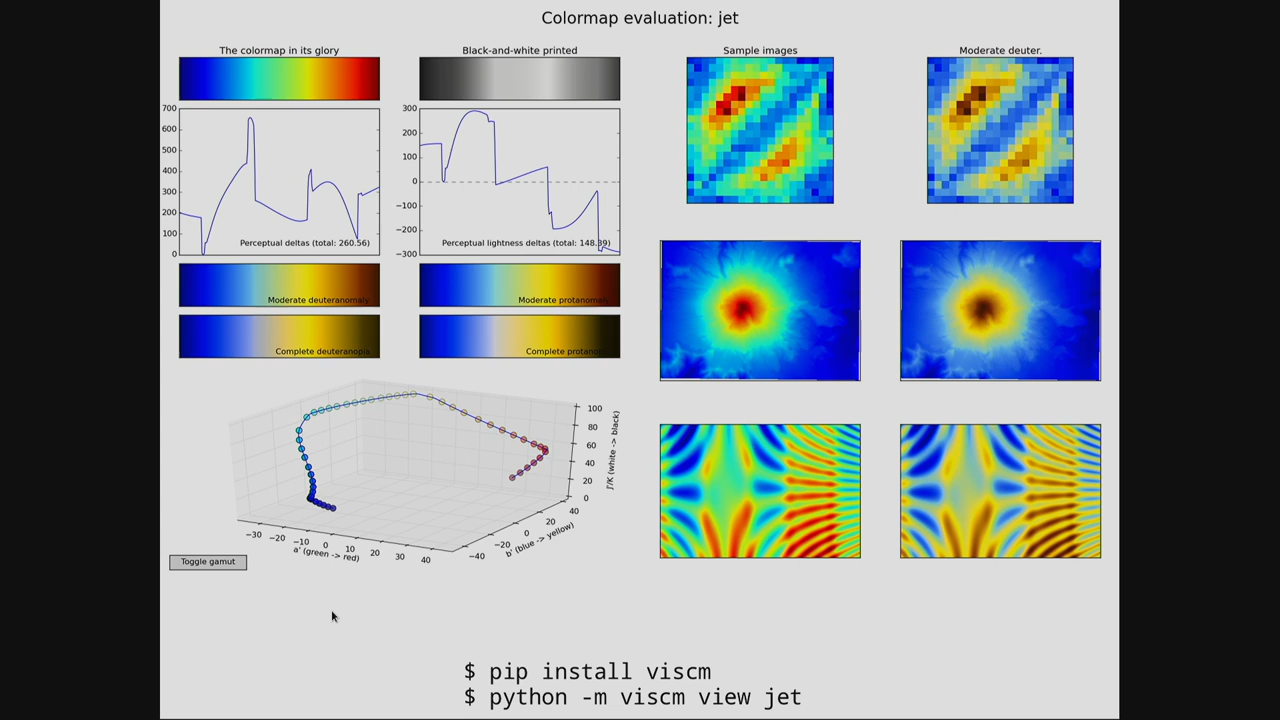 Colormap evaluation: jet
The colormap in its glory
Black-and-white printed
Sample images
Moderate deuter.
700
600
500
400
300
200
100
0
Perceptual deltas (total: 260.56)
300
200
100
0
−100
−200
−300
Perceptual lightness deltas (total: 148.39)
Moderate deuteranomaly
Moderate protanomaly
Complete deuteranopia
Complete protanopia
100
80
60
40
20
0
J'/K (white -> black)
−30
−20
−10
0
10
20
30
40
a' (green -> red)
−40
−20
0
20
40
b' (blue -> yellow)
Toggle gamut
$ pip install viscm
$ python -m viscm view jet